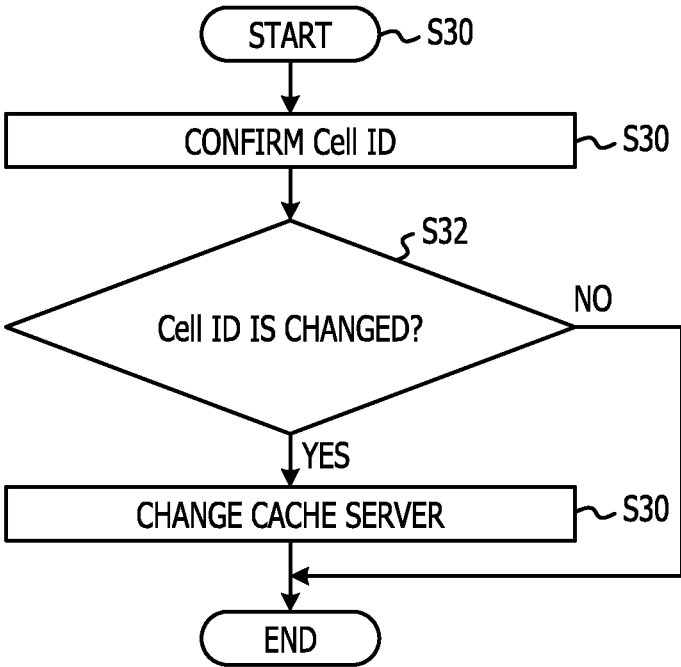 START
S30
CONFIRM Cell ID
S30
S32
Cell ID IS CHANGED?
NO
YES
CHANGE CACHE SERVER
S30
END